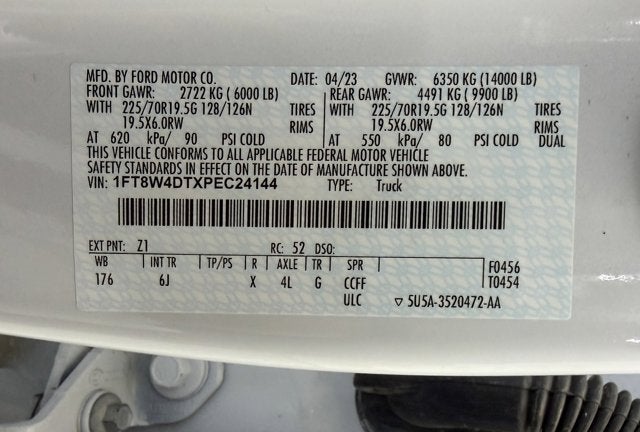 MFD. BY FORD MOTOR CO. DATE: 04/23 GVWR: 6350 KG (14000 LB)
FRONT GAWR: 2722 KG ( 6000 LB) REAR GAWR: 4491 KG ( 9900 LB)
WITH 225/70R19.5G 128/126N TIRES WITH 225/70R19.5G 128/126N TIRES
19.5X6.0RW RIMS 19.5X6.0RW RIMS
AT 620 kPa/ 90 PSI COLD AT 550 kPa/ 80 PSI COLD DUAL
THIS VEHICLE CONFORMS TO ALL APPLICABLE FEDERAL MOTOR VEHICLE
SAFETY STANDARDS IN EFFECT ON THE DATE OF MANUFACTURE SHOWN ABOVE.
VIN: 1FT8W4DTXPEC24144 TYPE: Truck
EXT PNT: Z1 RC: 52 DSO:
WB INT TR TP/PS R AXLE TR SPR F0456
176 6J X 4L G CCFF T0454
ULC ▽ 5U5A-3520472-AA